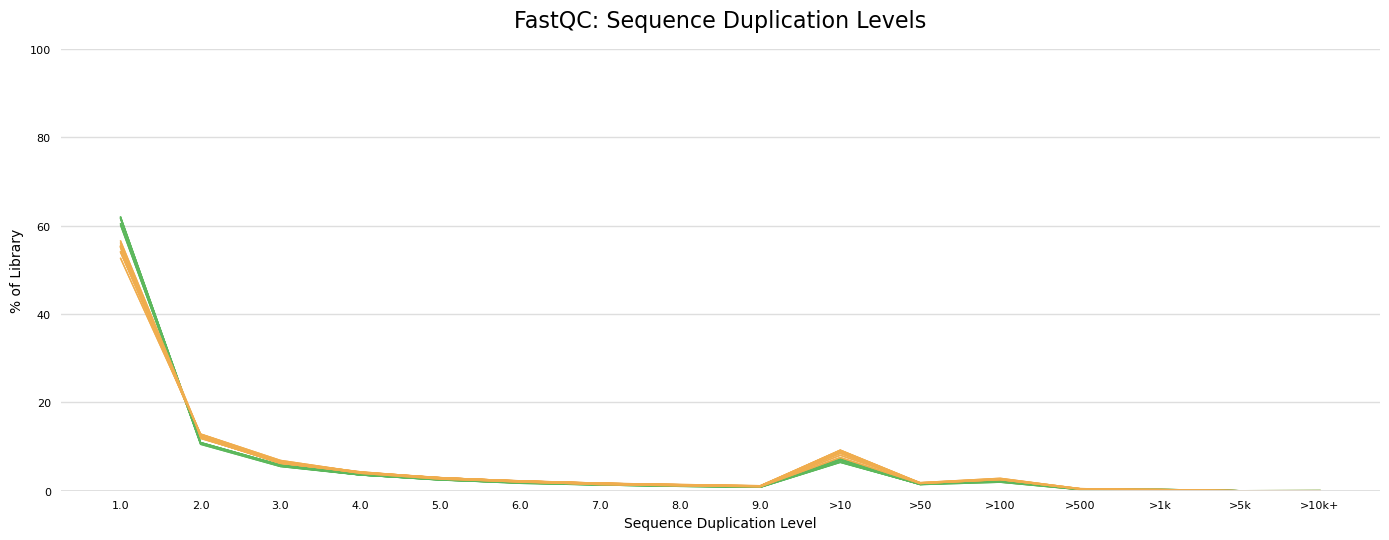 FastQC: Sequence Duplication Levels
100
80
60
40
20
0
% of Library
1.0 2.0 3.0 4.0 5.0 6.0 7.0 8.0 9.0 >10 >50 >100 >500 >1k >5k >10k+
Sequence Duplication Level